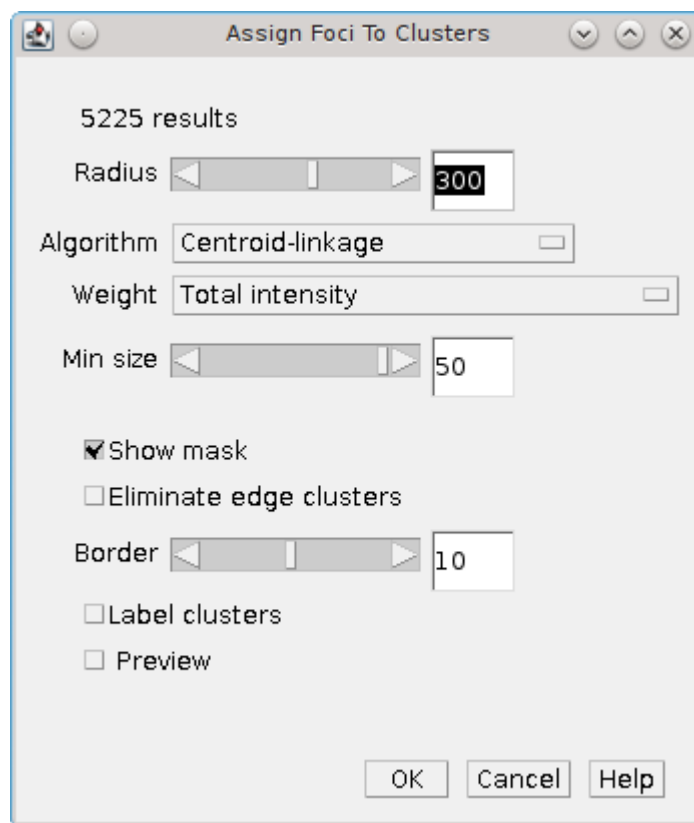 Assign Foci To Clusters
5225 results
Radius 300
Algorithm Centroid-linkage
Weight Total intensity
Min size 50
Show mask
Eliminate edge clusters
Border 10
Label clusters
Preview
OK Cancel Help